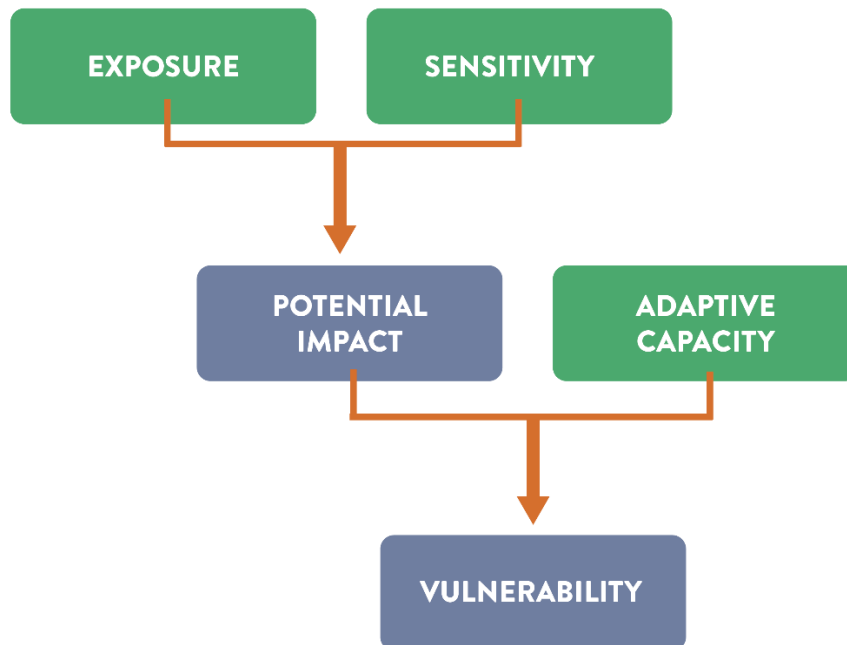 EXPOSURE
SENSITIVITY
POTENTIAL
IMPACT
ADAPTIVE
CAPACITY
VULNERABILITY